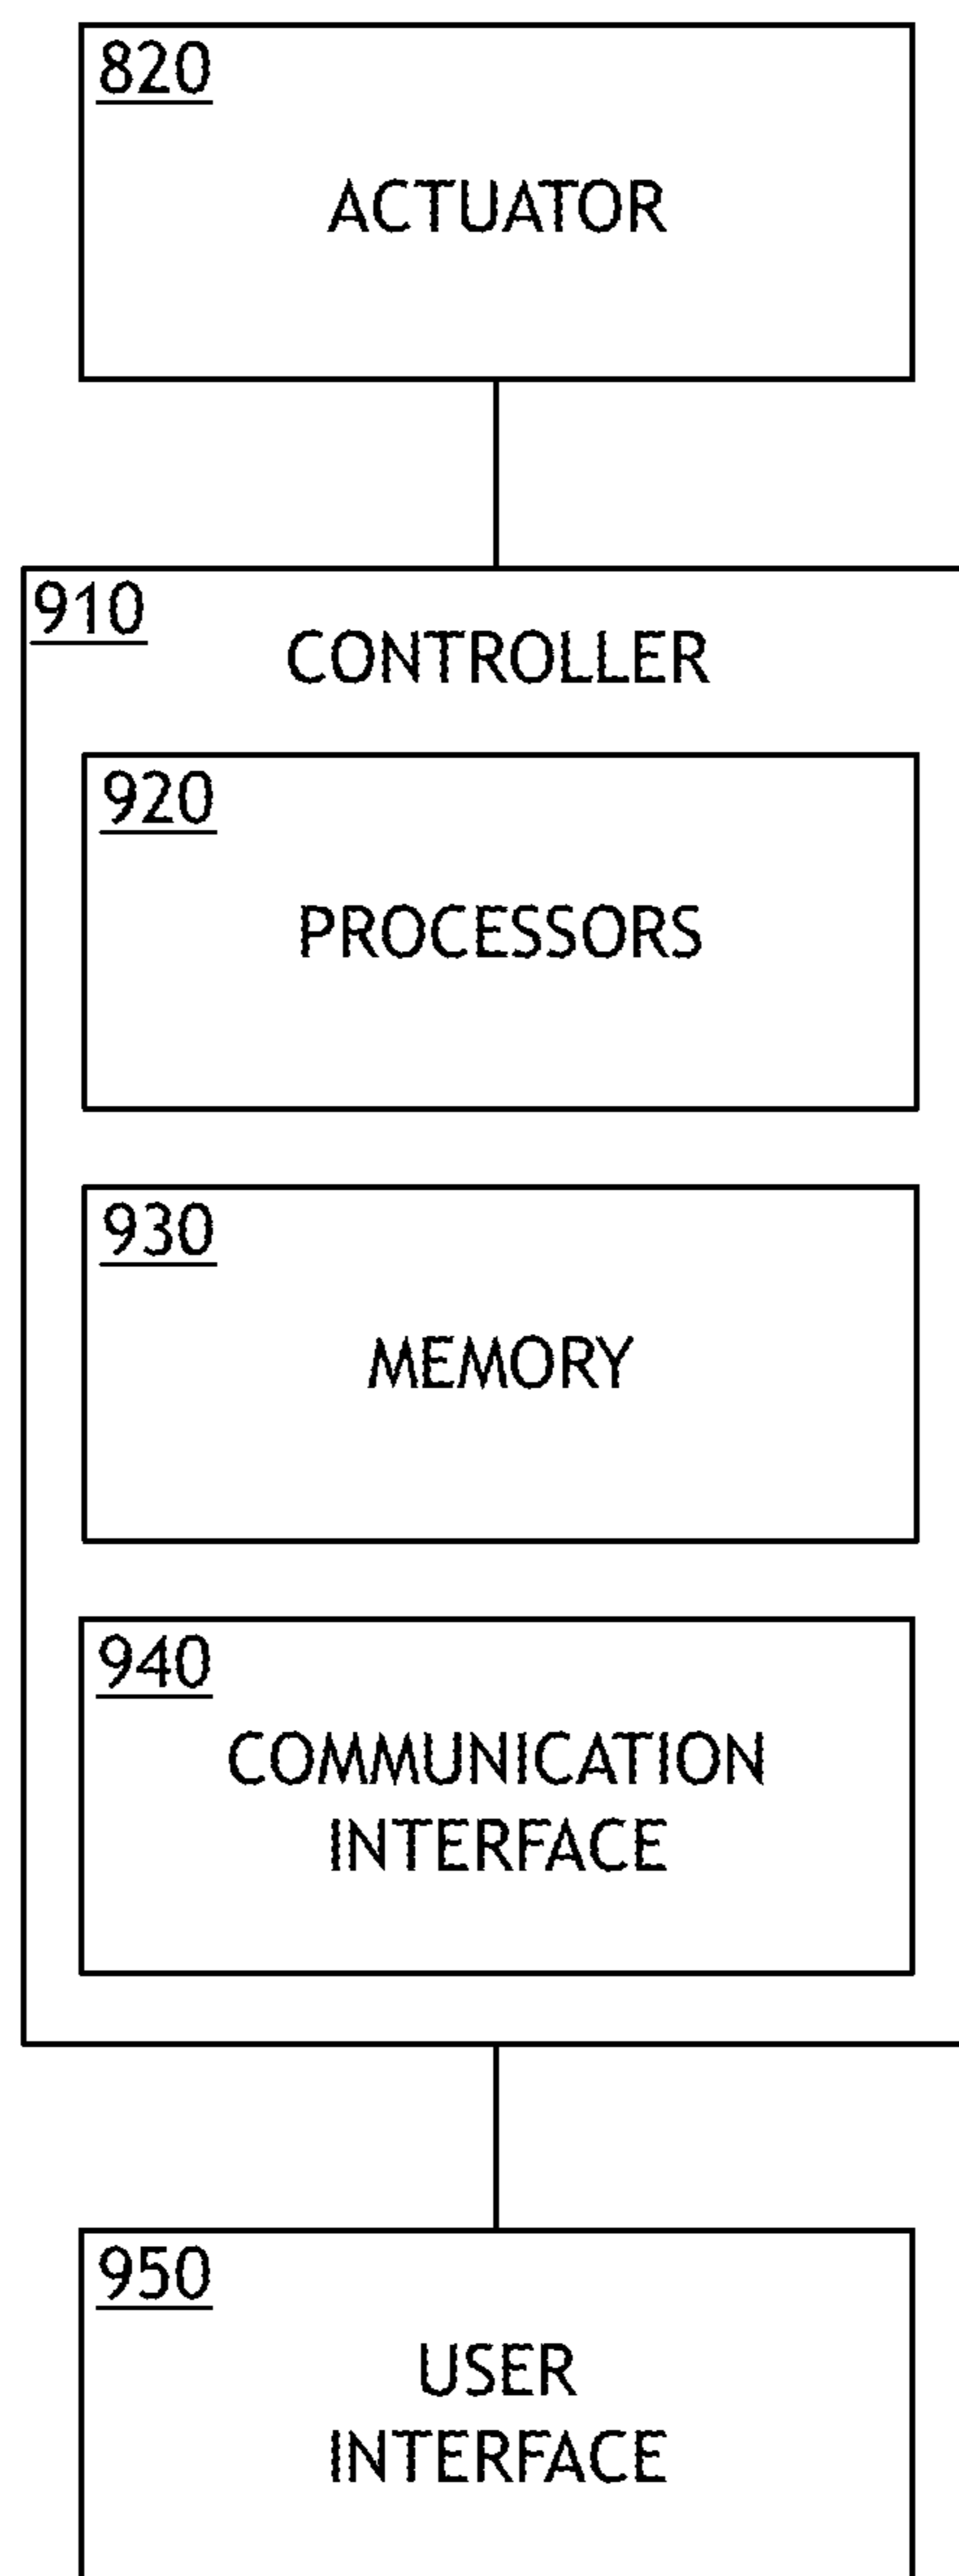 820
ACTUATOR
910
CONTROLLER
920
PROCESSORS
930
MEMORY
940
COMMUNICATION
INTERFACE
950
USER
INTERFACE